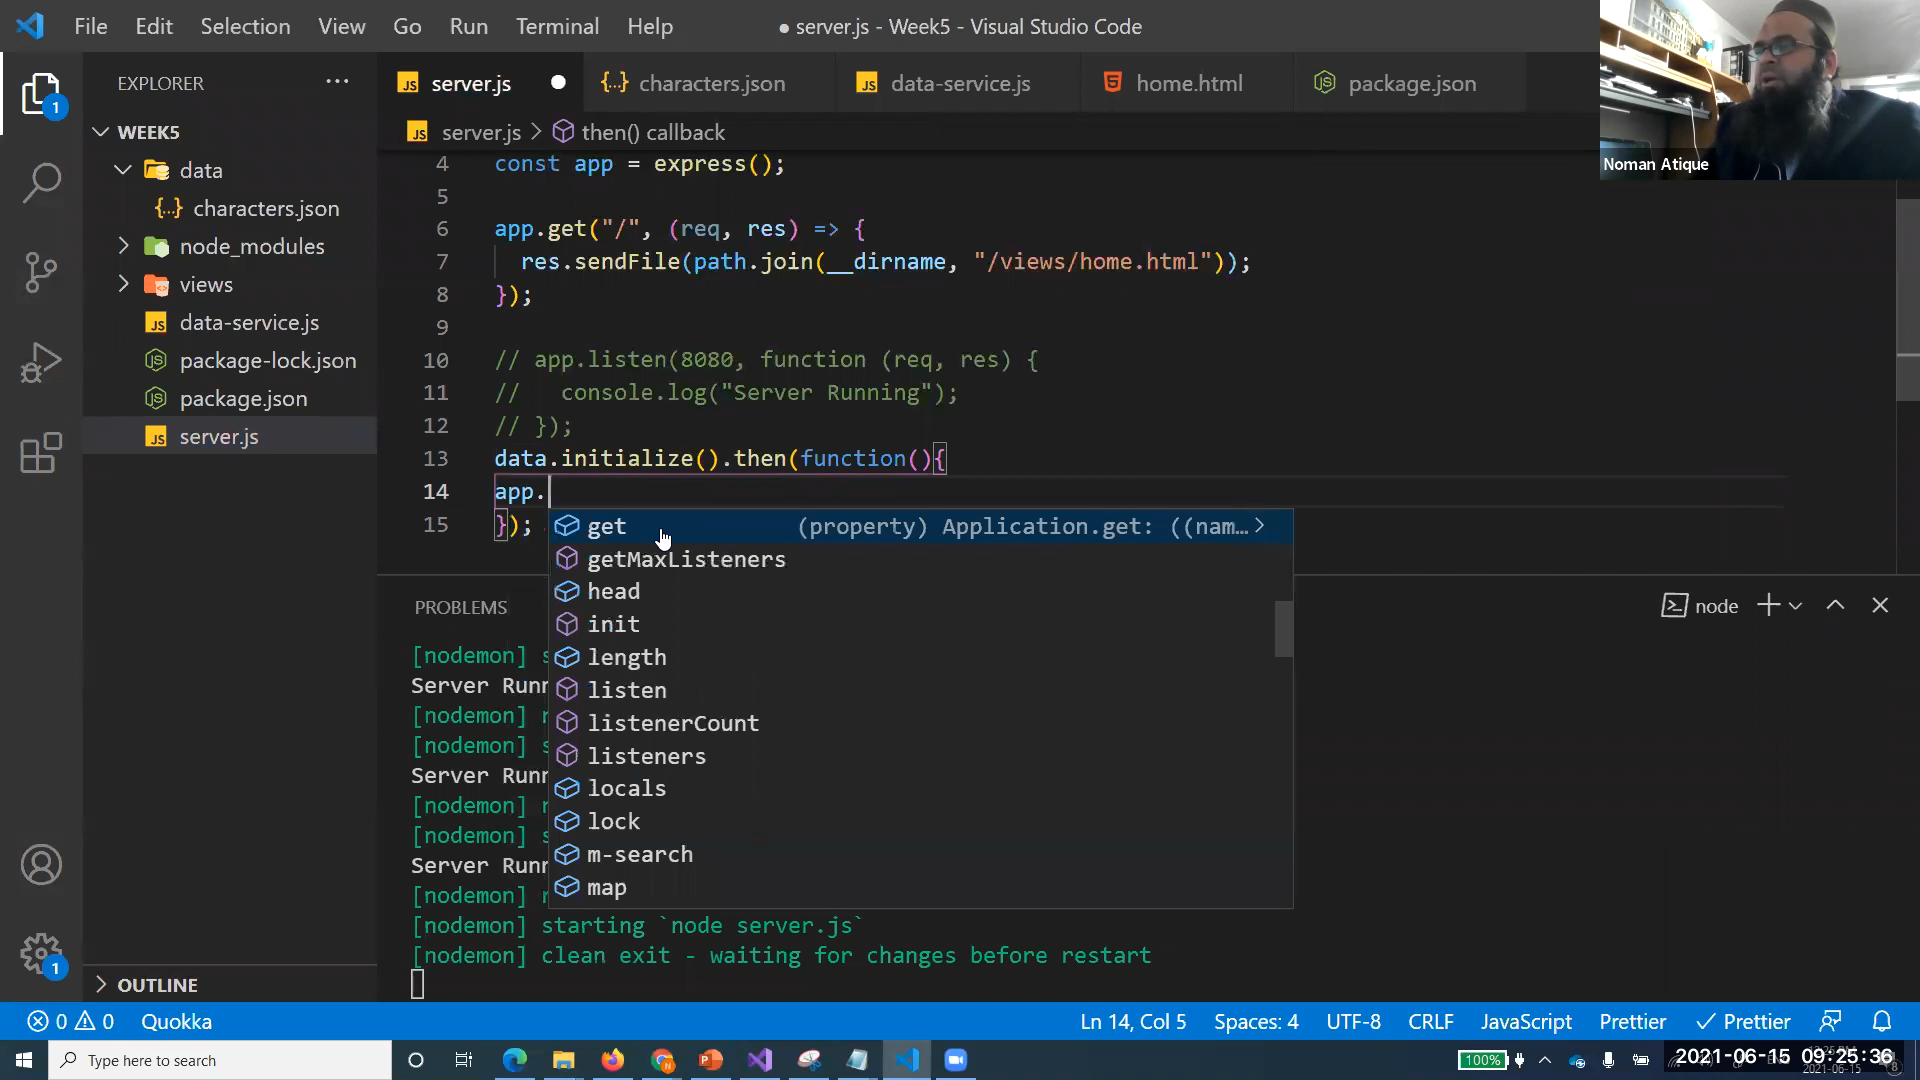 File Edit Selection View Go Run Terminal Help
● server.js - Week5 - Visual Studio Code
Noman Atique
EXPLORER
1
WEEK5
data
characters.json
node_modules
views
data-service.js
package-lock.json
package.json
server.js
OUTLINE
1
server.js
characters.json
data-service.js
home.html
package.json
server.js > then() callback
4 const app = express();
5
6 app.get("/", (req, res) => {
7 res.sendFile(path.join(__dirname, "/views/home.html"));
8 });
9
10 // app.listen(8080, function (req, res) {
11 // console.log("Server Running");
12 // });
13 data.initialize().then(function(){
14 app.
15 });
get (property) Application.get: ((nam…
getMaxListeners
head
init
length
listen
listenerCount
listeners
locals
lock
m-search
map
PROBLEMS
node
[nodemon] s
Server Runn
[nodemon] r
[nodemon] s
Server Runn
[nodemon] r
[nodemon] s
Server Runn
[nodemon] r
[nodemon] starting `node server.js`
[nodemon] clean exit - waiting for changes before restart
0 0 Quokka
Ln 14, Col 5 Spaces: 4 UTF-8 CRLF JavaScript Prettier Prettier
Type here to search
100%
2021-06-15 09:25:36
2021-06-15